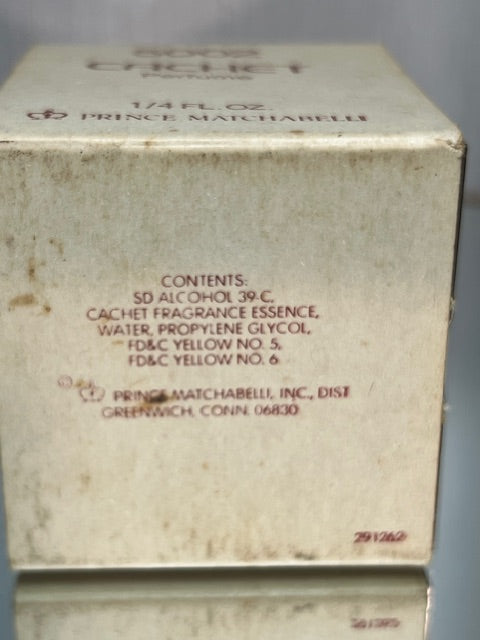 5002
CACHET
Perfume
1/4 FL. OZ.
PRINCE MATCHABELLI
CONTENTS:
SD ALCOHOL 39-C,
CACHET FRAGRANCE ESSENCE,
WATER, PROPYLENE GLYCOL,
FD&C YELLOW NO. 5,
FD&C YELLOW NO. 6
© PRINCE MATCHABELLI, INC., DIST
GREENWICH, CONN. 06830
291262